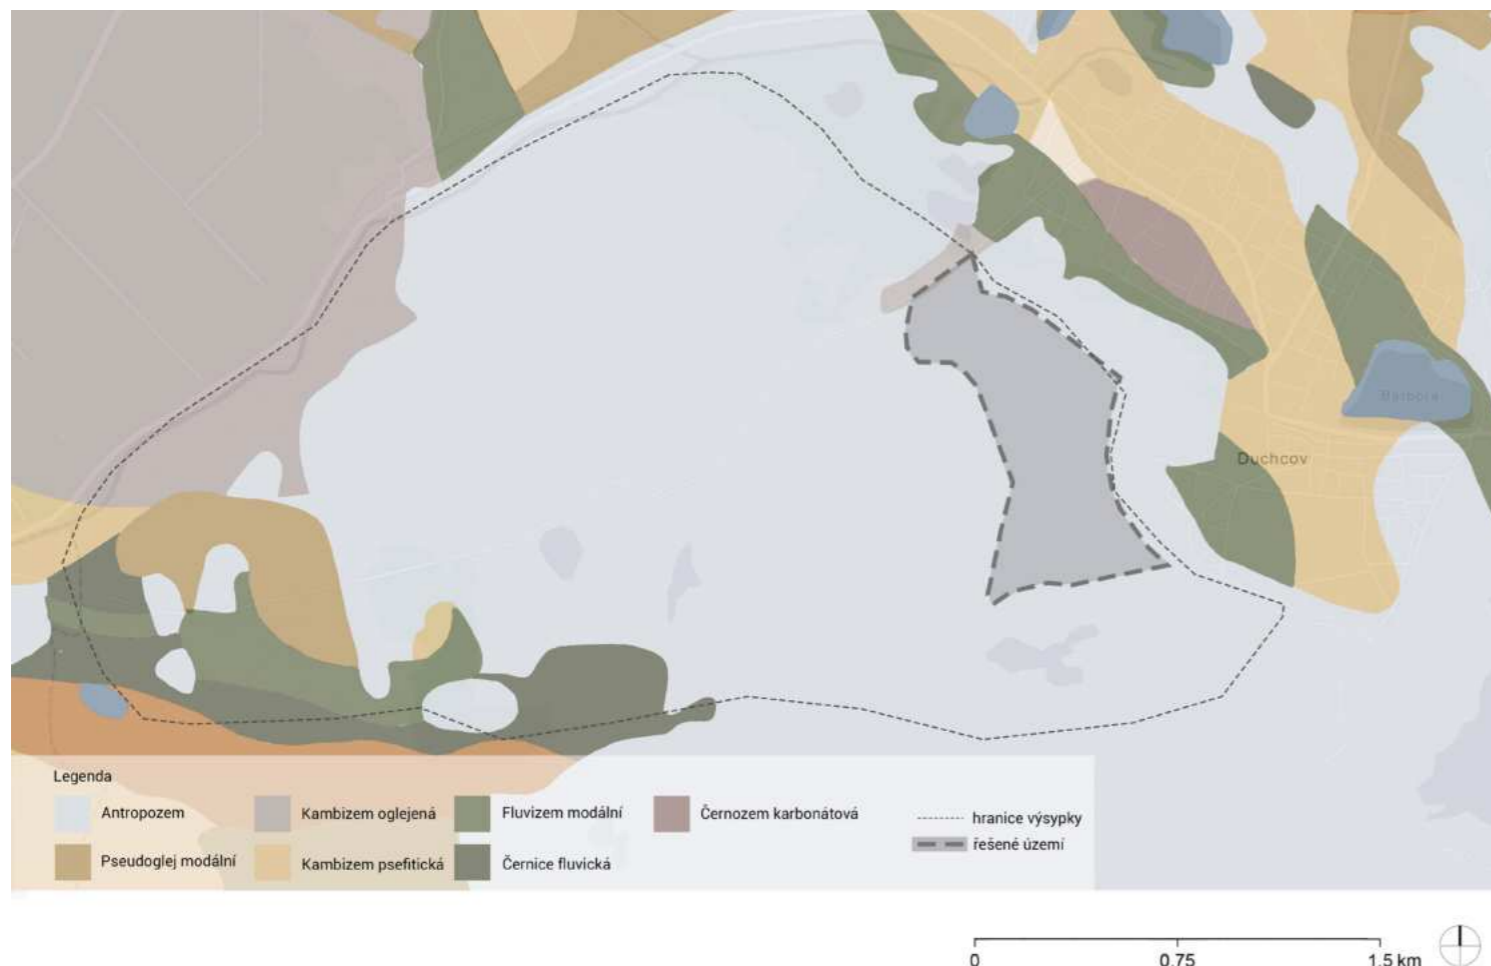 Barbora
Duchcov
Legenda
Antropozem
Kambizem oglejená
Fluvizem modální
Černozem karbonátová
hranice výsypky
Pseudoglej modální
Kambizem psefitická
Černice fluvická
řešené území
0
0.75
1.5 km